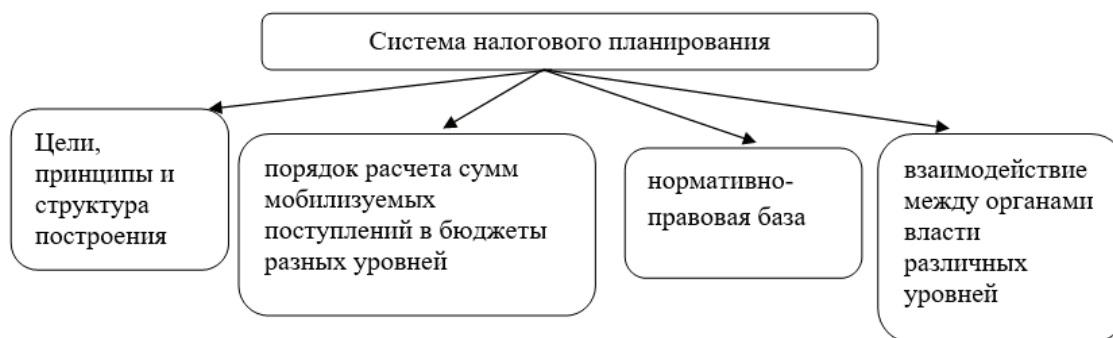 Система налогового планирования
Цели,
принципы и
структура
построения
порядок расчета сумм
мобилизуемых
поступлений в бюджеты
разных уровней
нормативно-
правовая база
взаимодействие
между органами
власти
различных
уровней